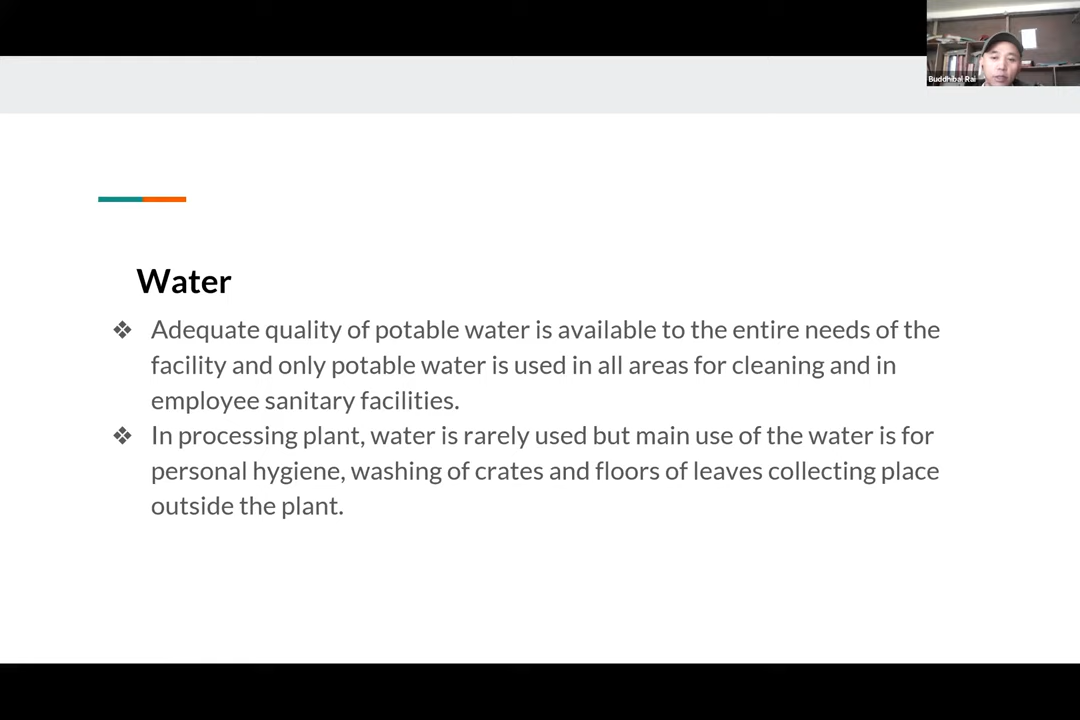 Buddhibal Rai
Water
❖ Adequate quality of potable water is available to the entire needs of the
facility and only potable water is used in all areas for cleaning and in
employee sanitary facilities.
❖ In processing plant, water is rarely used but main use of the water is for
personal hygiene, washing of crates and floors of leaves collecting place
outside the plant.